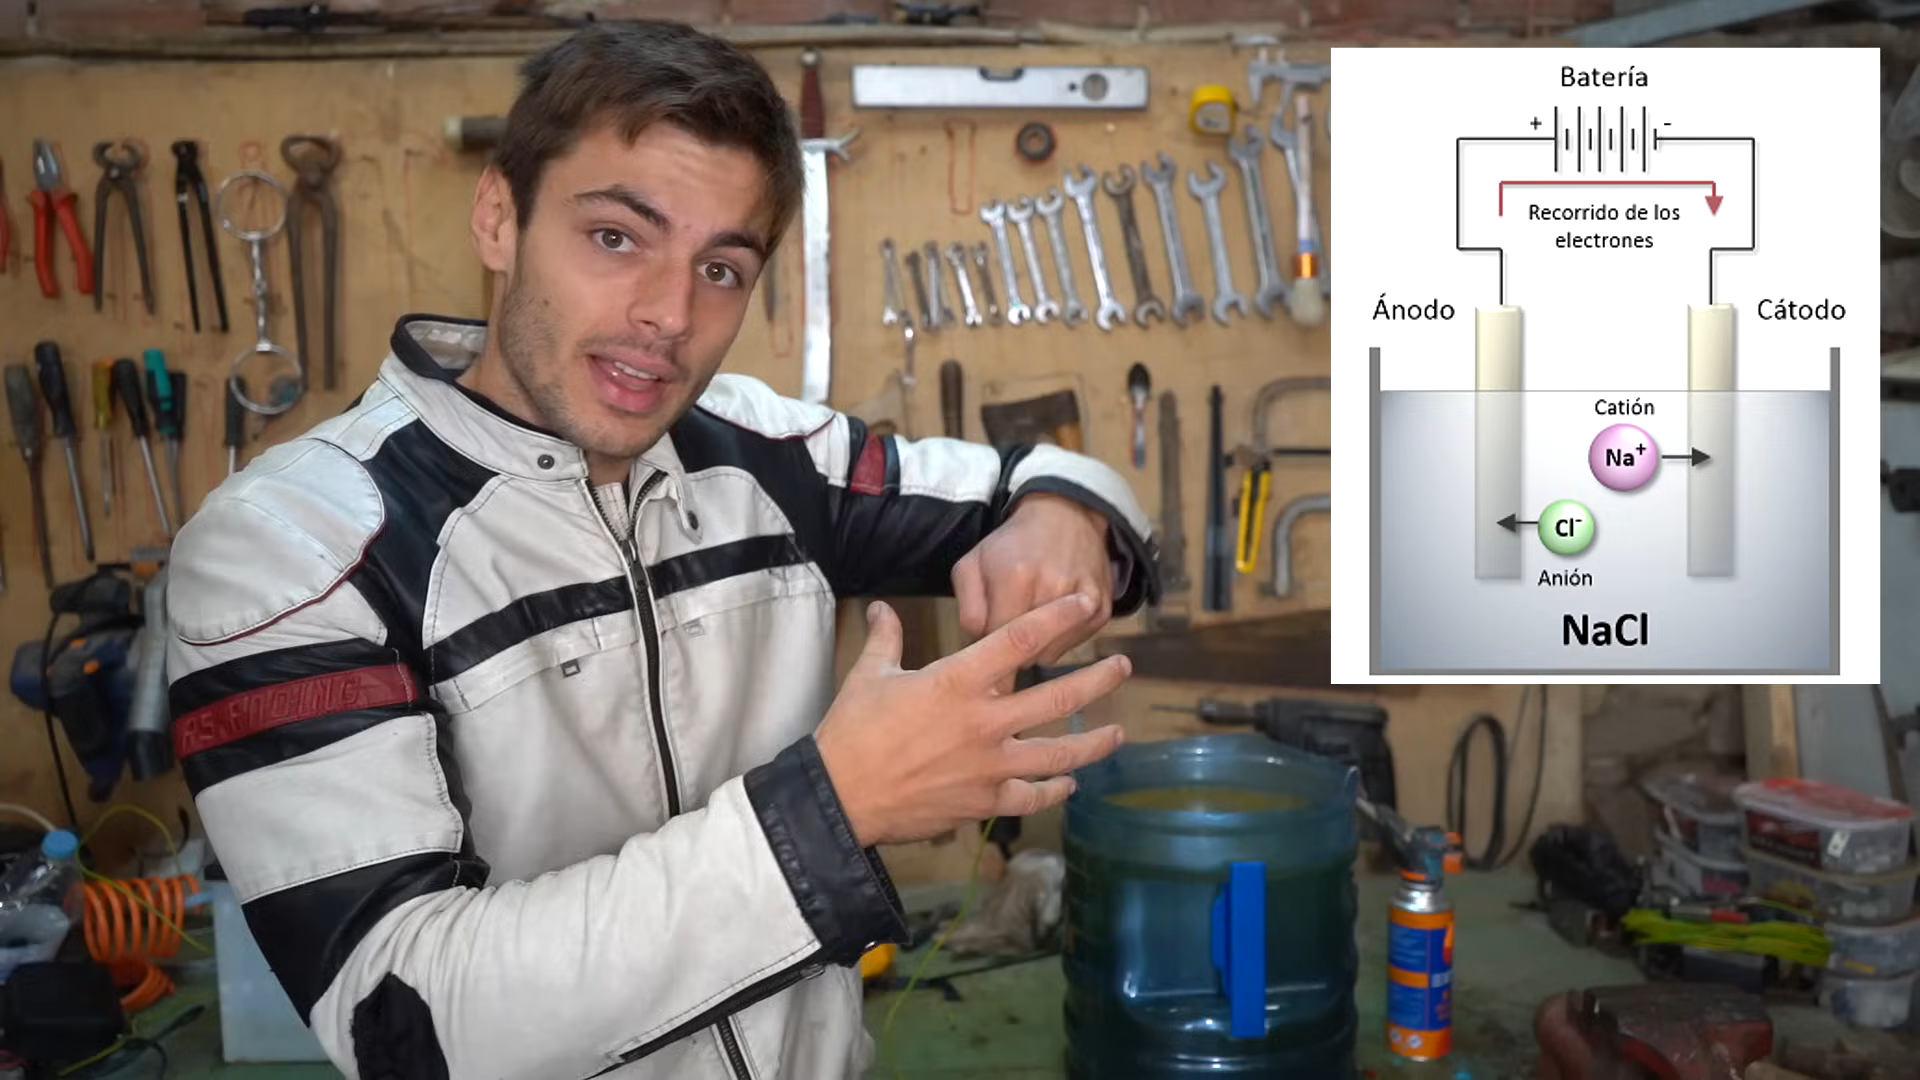 Batería
+ -
Recorrido de los
electrones
Ánodo
Cátodo
Catión
Na+
Cl-
Anión
NaCl